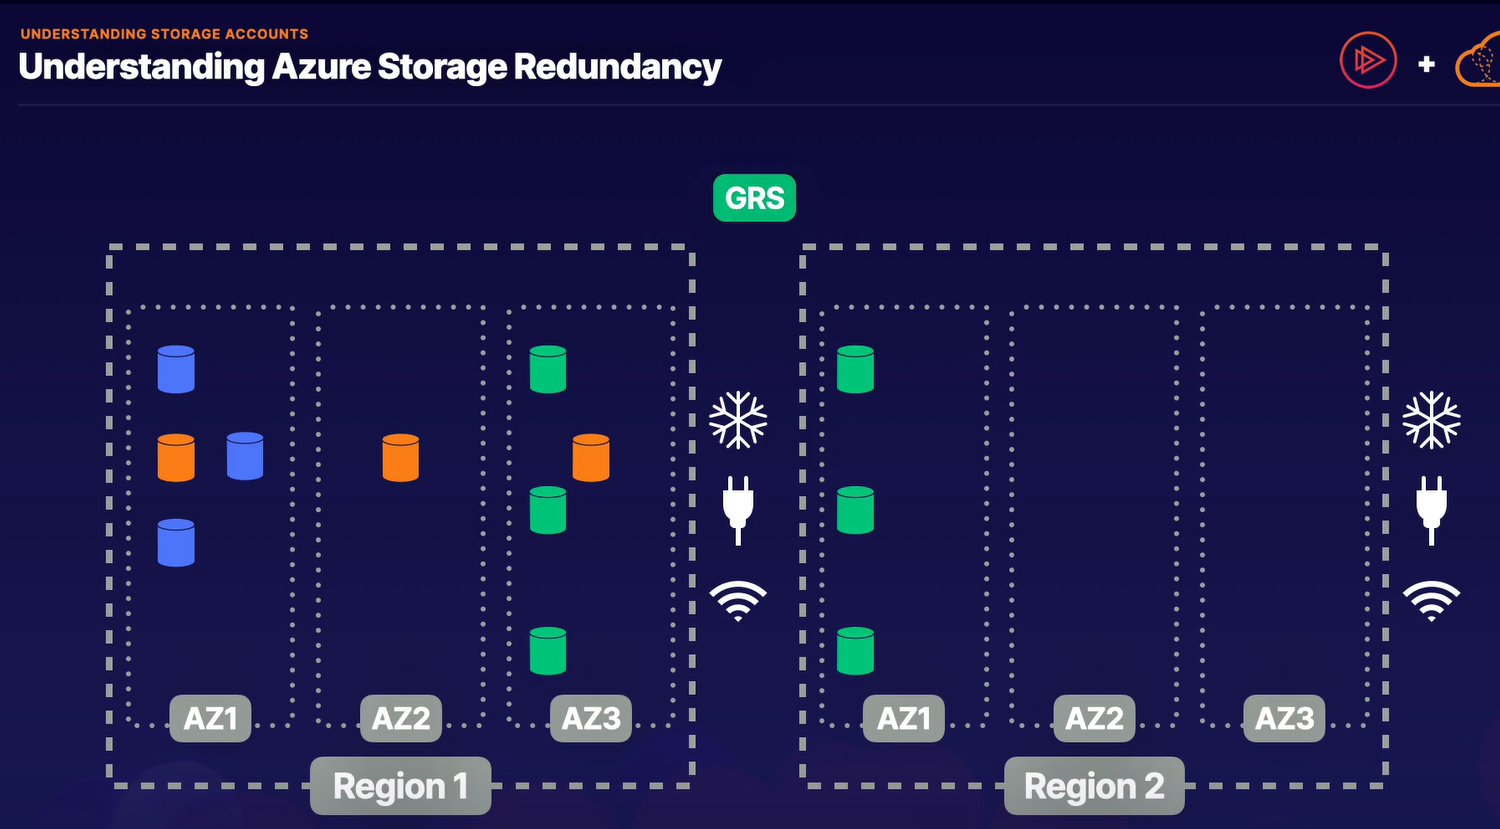 UNDERSTANDING STORAGE ACCOUNTS
Understanding Azure Storage Redundancy
+
GRS
AZ1
AZ2
AZ3
AZ1
AZ2
AZ3
Region 1
Region 2